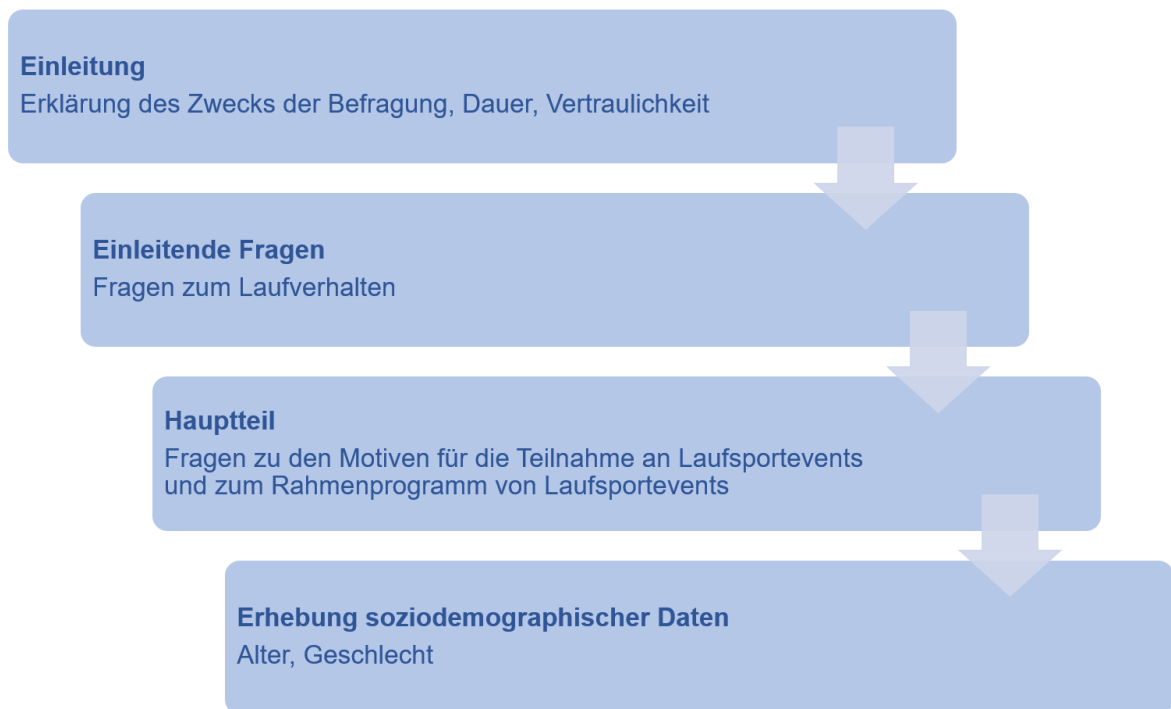 Einleitung
Erklärung des Zwecks der Befragung, Dauer, Vertraulichkeit
Einleitende Fragen
Fragen zum Laufverhalten
Hauptteil
Fragen zu den Motiven für die Teilnahme an Laufsportevents
und zum Rahmenprogramm von Laufsportevents
Erhebung soziodemographischer Daten
Alter, Geschlecht